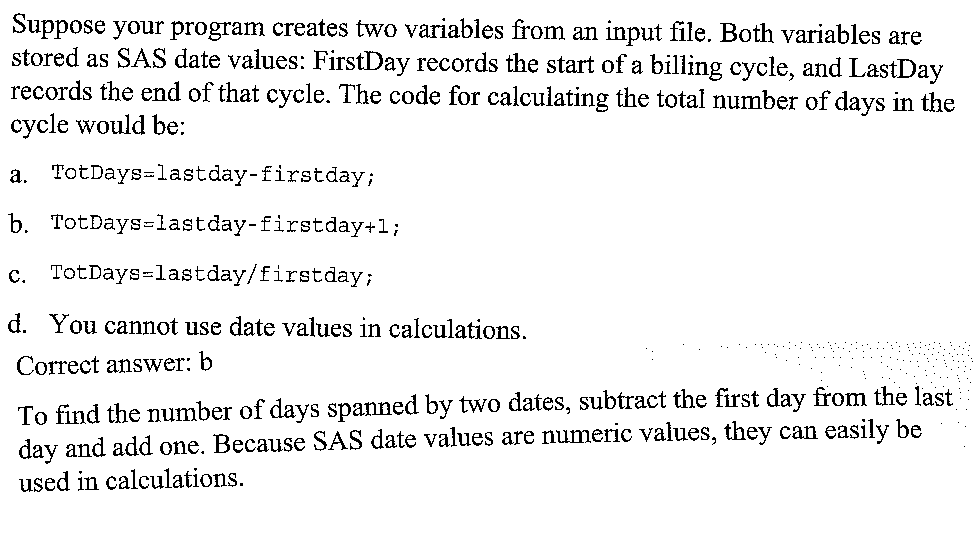 Suppose your program creates two variables from an input file. Both variables are
stored as SAS date values: FirstDay records the start of a billing cycle, and LastDay
records the end of that cycle. The code for calculating the total number of days in the
cycle would be:
a. TotDays=lastday-firstday;
b. TotDays=lastday-firstday+1;
c. TotDays=lastday/firstday;
d. You cannot use date values in calculations.
Correct answer: b
To find the number of days spanned by two dates, subtract the first day from the last
day and add one. Because SAS date values are numeric values, they can easily be
used in calculations.